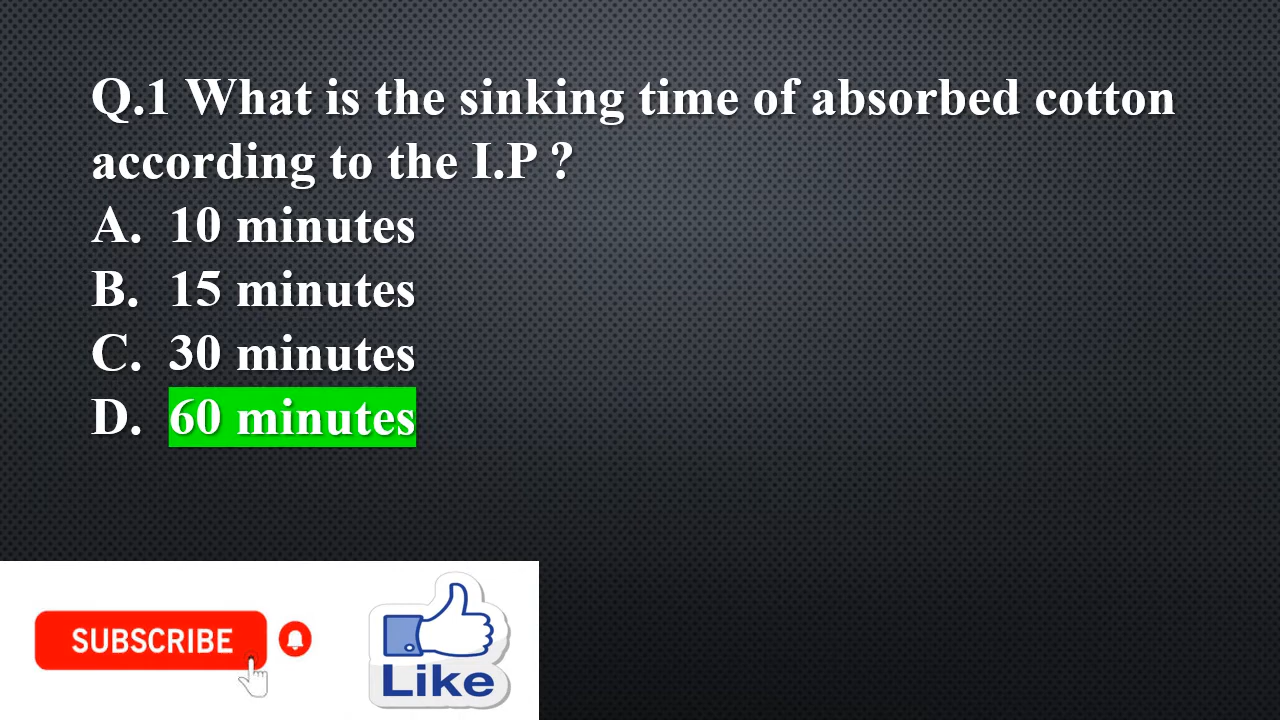 Q.1 What is the sinking time of absorbed cotton
according to the I.P ?
A. 10 minutes
B. 15 minutes
C. 30 minutes
D. 60 minutes
SUBSCRIBE
Like